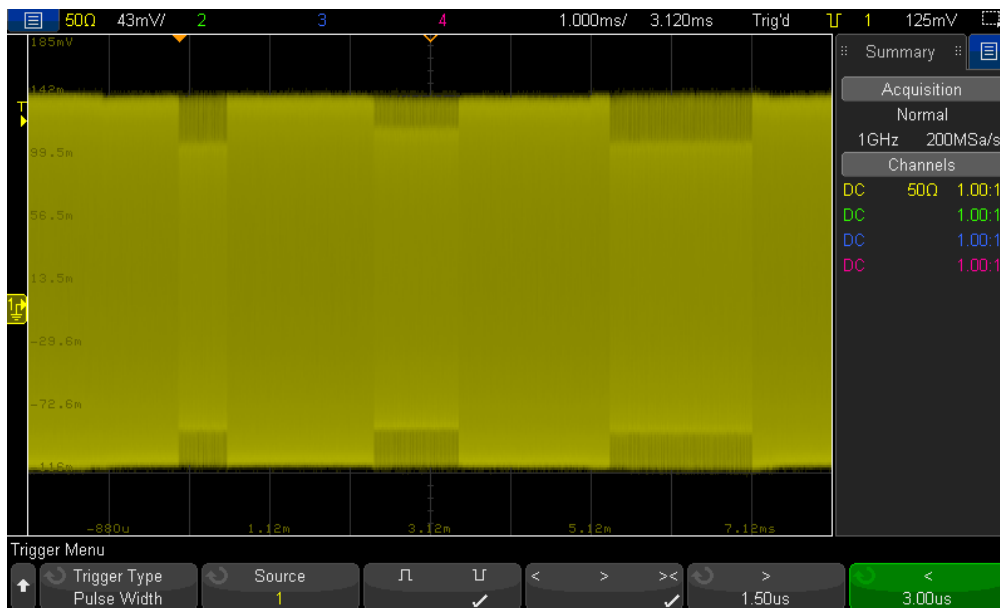 50Ω 43mV/ 2 3 4 1.000ms/ 3.120ms Trig'd 1 125mV
185mV
142m
99.5m
56.5m
13.5m
-29.6m
-72.6m
-116m
-880u 1.12m 3.12m 5.12m 7.12m
T
1
Summary
Acquisition
Normal
1GHz 200MSa/s
Channels
DC 50Ω 1.00:1
DC 1.00:1
DC 1.00:1
DC 1.00:1
Trigger Menu
Trigger Type Source < > >< > <
Pulse Width 1 1.50us 3.00us